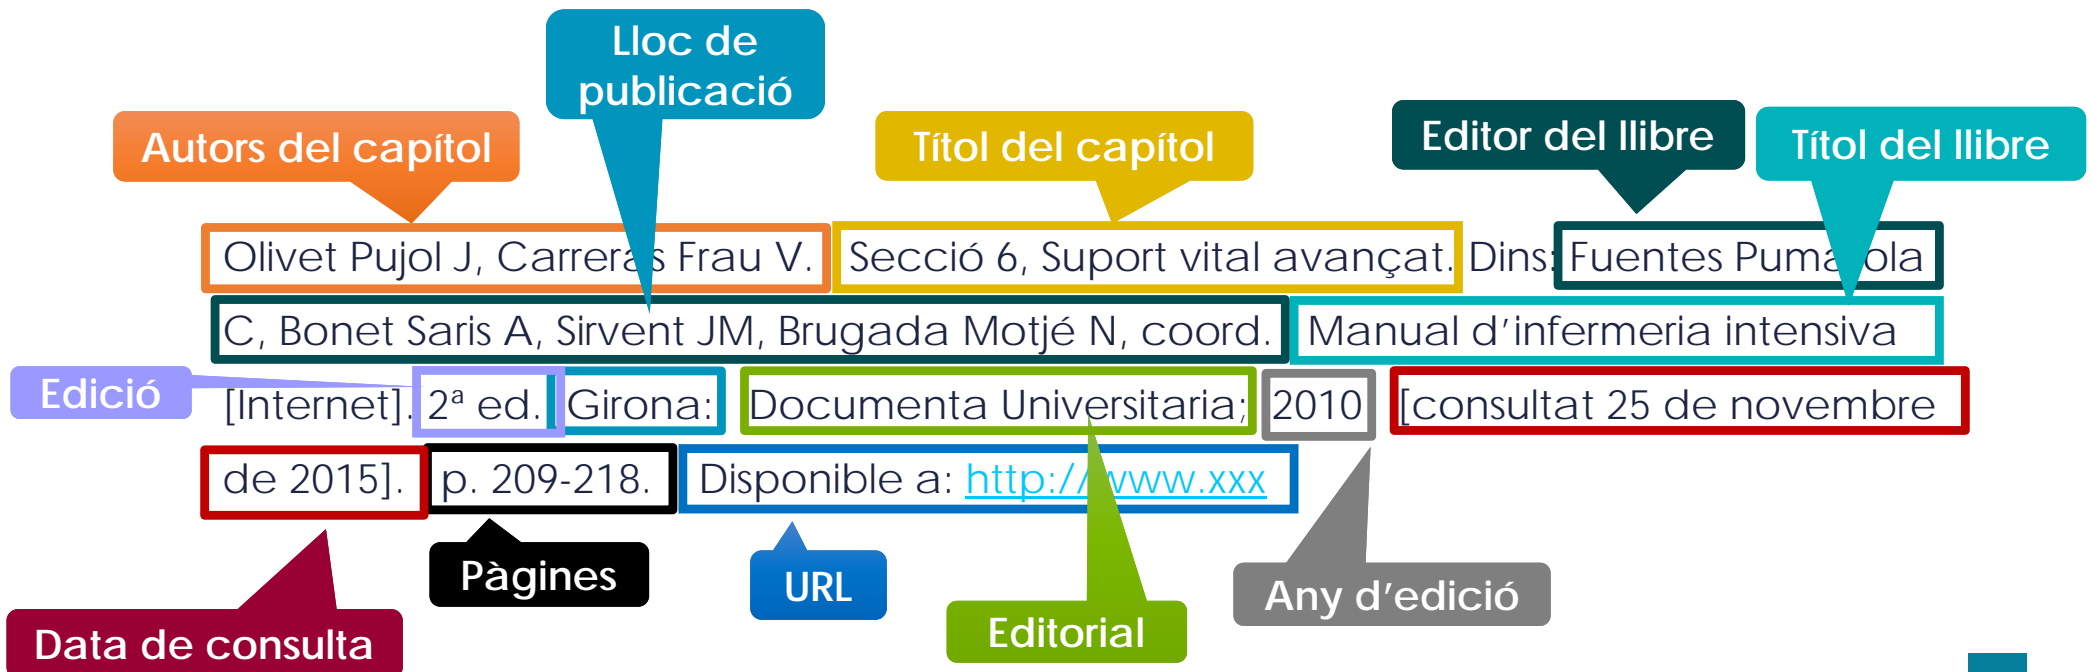 Lloc de
publicació
Autors del capítol
Títol del capítol
Editor del llibre
Títol del llibre
Olivet Pujol J, Carreras Frau V. Secció 6, Suport vital avançat. Dins: Fuentes Pumarola
C, Bonet Saris A, Sirvent JM, Brugada Motjé N, coord. Manual d’infermeria intensiva
Edició
[Internet]. 2ª ed. Girona: Documenta Universitaria; 2010 [consultat 25 de novembre
de 2015]. p. 209-218. Disponible a: http://www.xxx
Pàgines
URL
Any d’edició
Editorial
Data de consulta